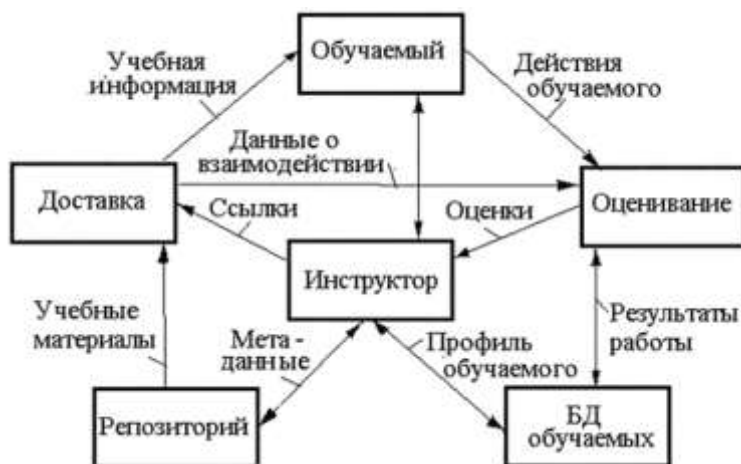 Обучаемый
Учебная
информация
Действия
обучаемого
Данные о
взаимодействии
Доставка
Ссылки
Оценки
Оценивание
Инструктор
Учебные
материалы
Мета-
данные
Профиль
обучаемого
Результаты
работы
Репозиторий
БД
обучаемых